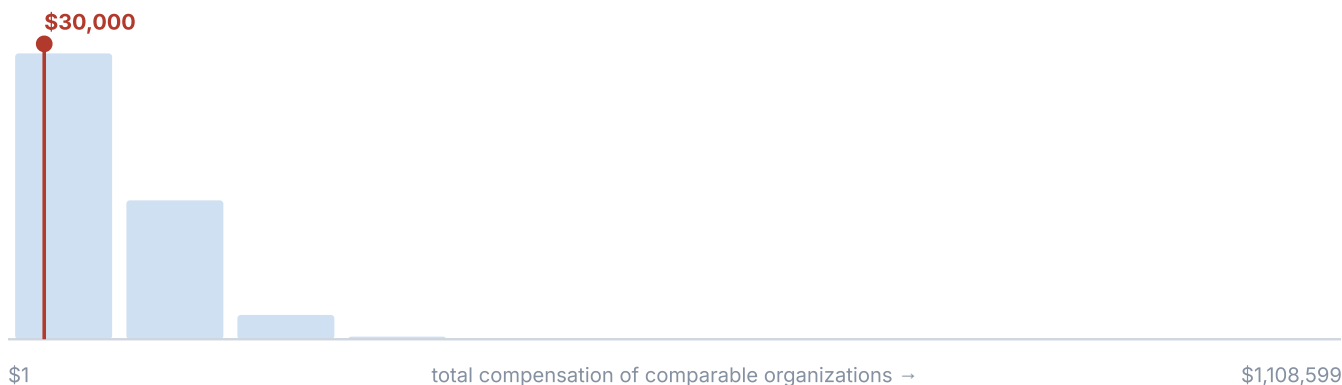 $30,000
$1
total compensation of comparable organizations →
$1,108,599